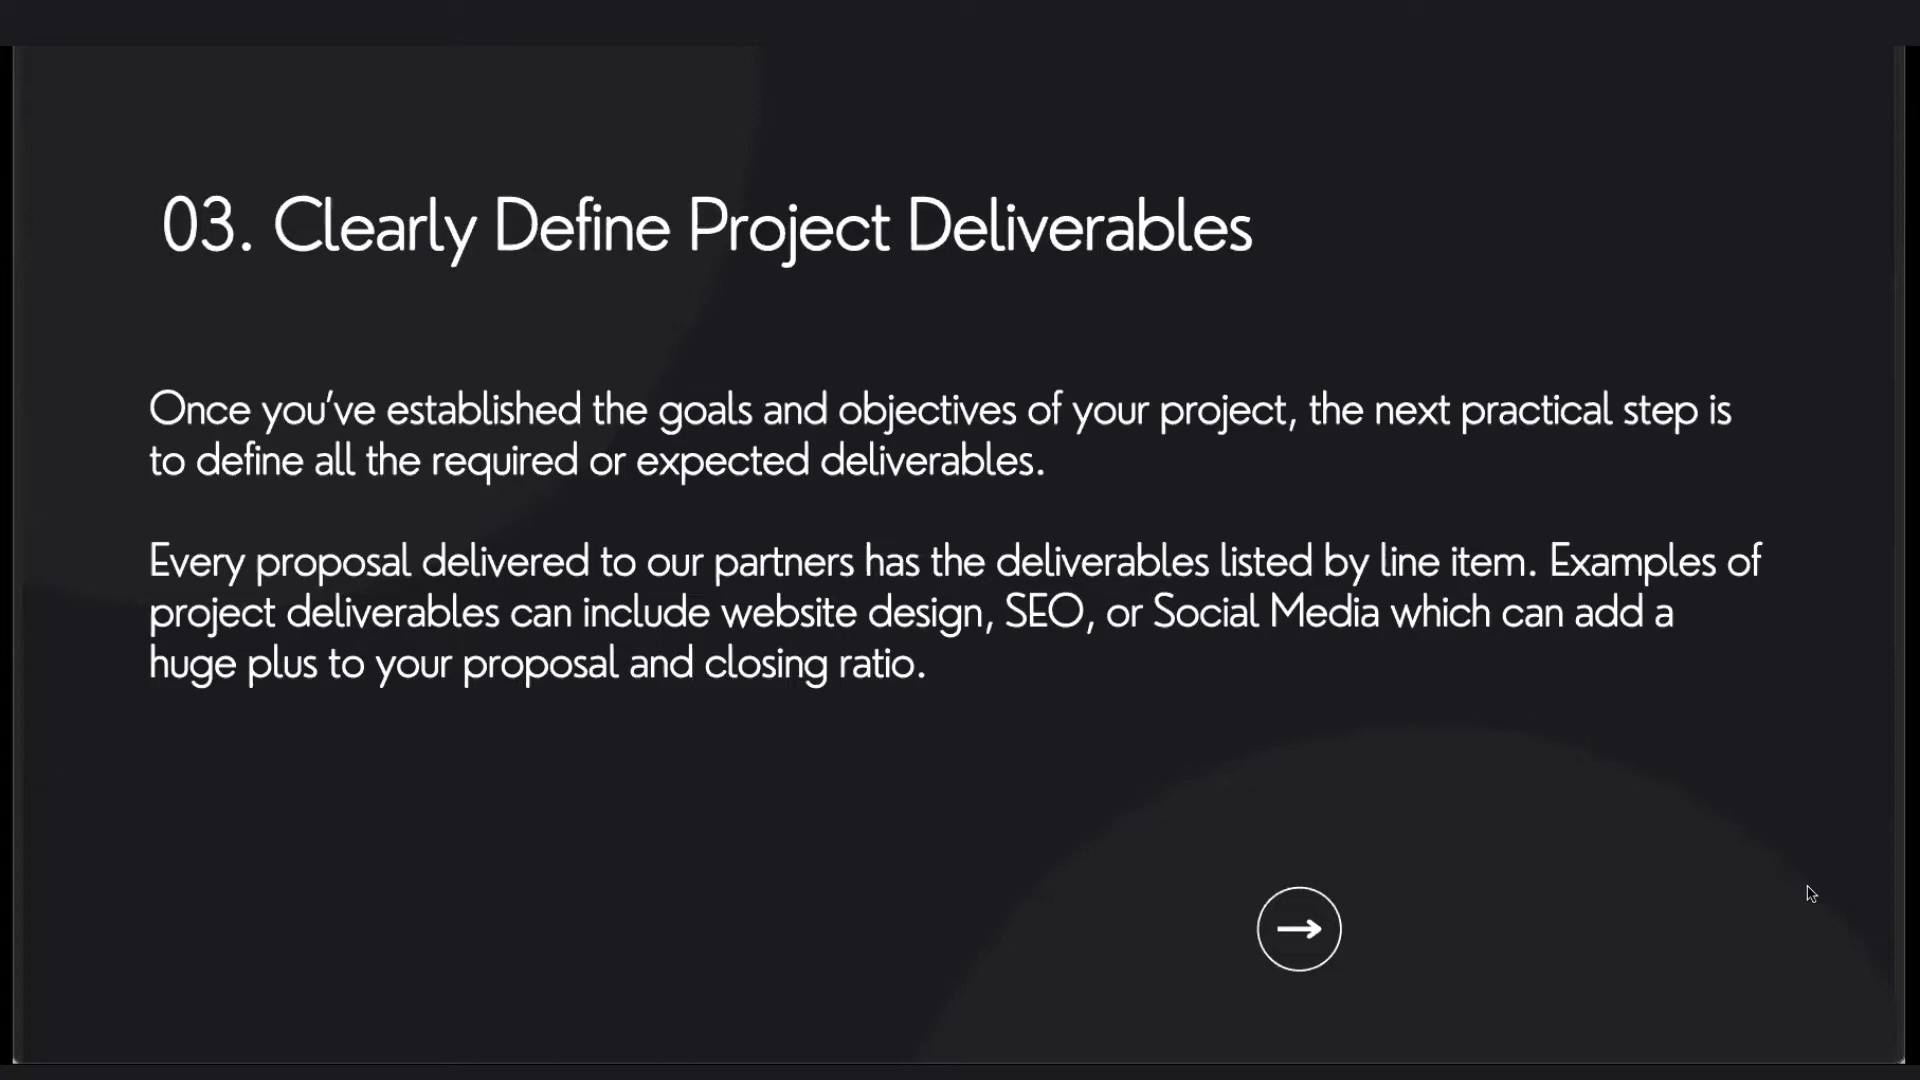 03. Clearly Define Project Deliverables
Once you've established the goals and objectives of your project, the next practical step is
to define all the required or expected deliverables.
Every proposal delivered to our partners has the deliverables listed by line item. Examples of
project deliverables can include website design, SEO, or Social Media which can add a
huge plus to your proposal and closing ratio.